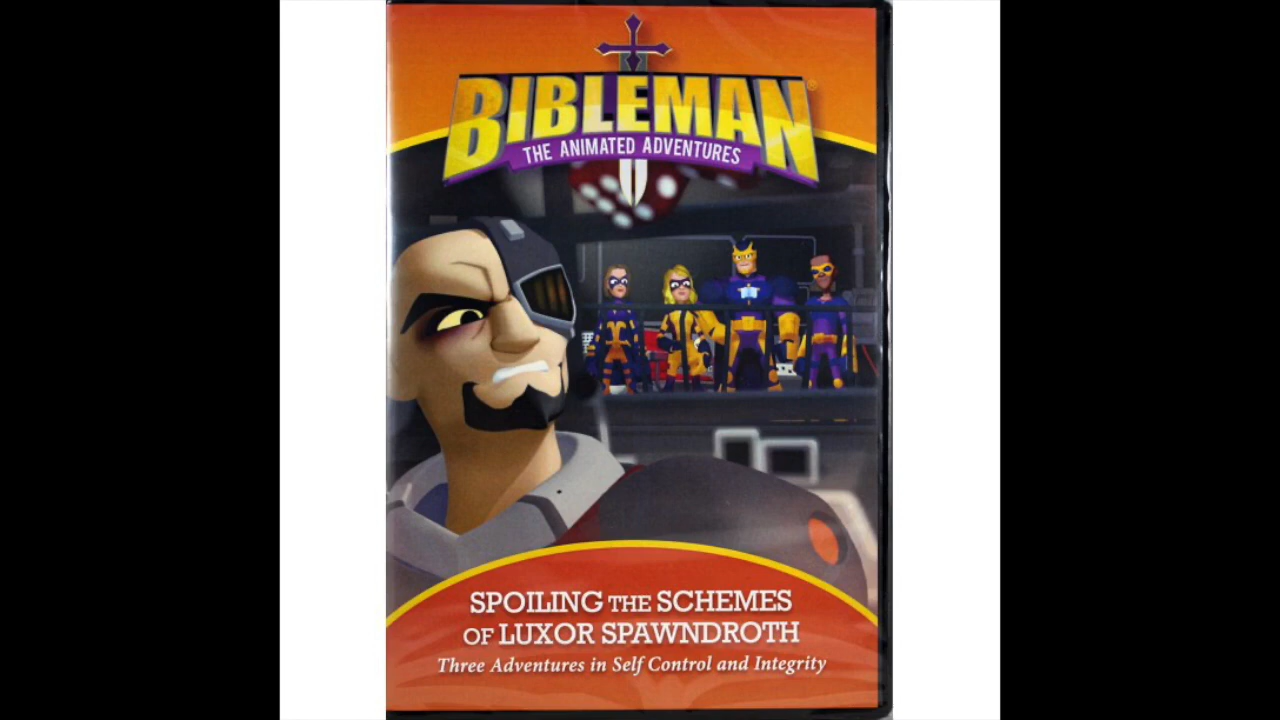 BIBLEMAN®
THE ANIMATED ADVENTURES
SPOILING THE SCHEMES
OF LUXOR SPAWNDROTH
Three Adventures in Self Control and Integrity